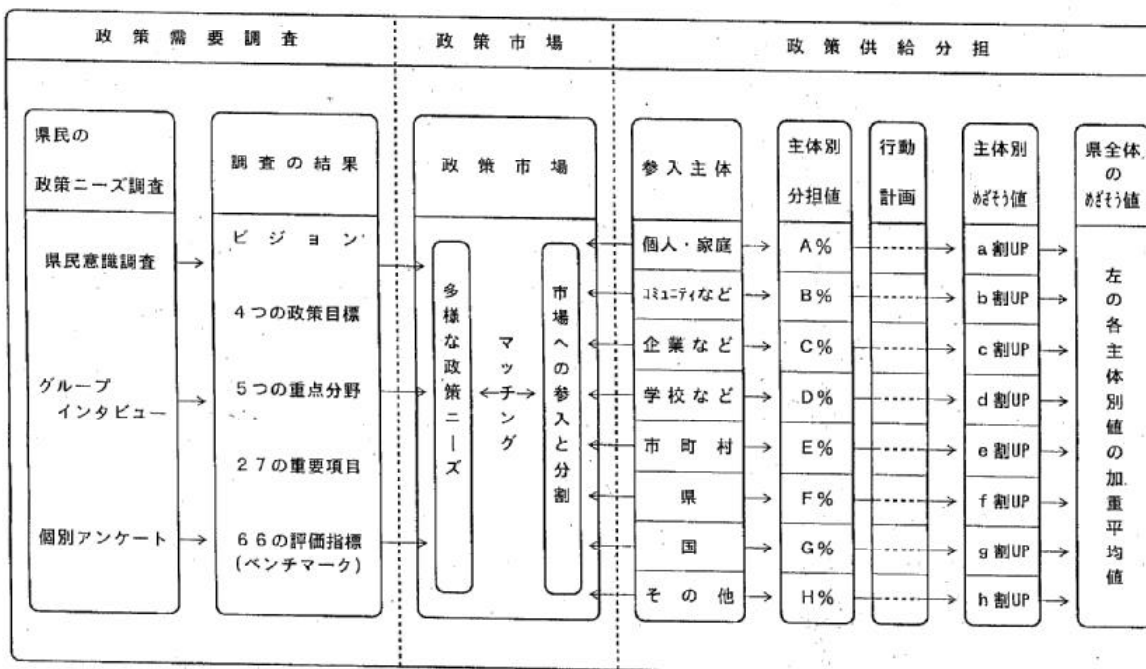 政策需要調査
政策市場
政策供給分担
県民の
政策ニーズ調査
県民意識調査
グループ
インタビュー
個別アンケート
調査の結果
ビジョン
4つの政策目標
5つの重点分野
27の重要項目
66の評価指標
(ベンチマーク)
政策市場
多様な政策ニーズ
マッチング
市場への参入と分割
参入主体
個人・家庭
コミュニティなど
企業など
学校など
市町村
県
国
その他
主体別
分担値
A%
B%
C%
D%
E%
F%
G%
H%
行動
計画
主体別
めざそう値
a割UP
b割UP
c割UP
d割UP
e割UP
f割UP
g割UP
h割UP
県全体
の
めざそう値
左の各主体別値の加重平均値